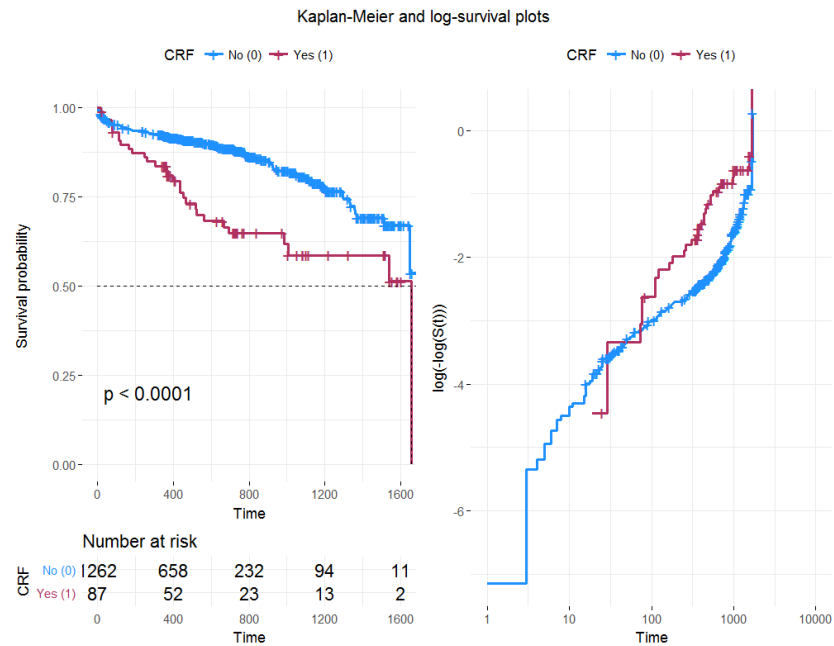 Kaplan-Meier and log-survival plots
CRF No (0) Yes (1)
1.00
0.75
0.50
0.25
0.00
Survival probability
p < 0.0001
0 400 800 1200 1600
Time
Number at risk
CRF
No (0) 1262 658 232 94 11
Yes (1) 87 52 23 13 2
0 400 800 1200 1600
Time
CRF No (0) Yes (1)
0
-2
-4
-6
log(-log(S(t)))
1 10 100 1000 10000
Time